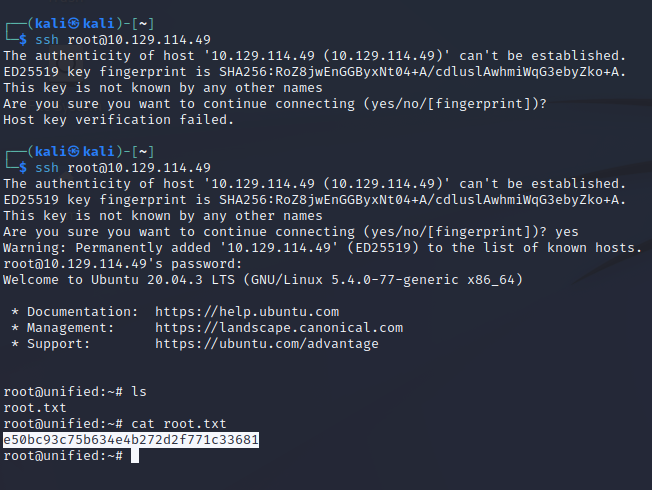 ┌──(kali㉿kali)-[~]
└─$ ssh root@10.129.114.49
The authenticity of host '10.129.114.49 (10.129.114.49)' can't be established.
ED25519 key fingerprint is SHA256:RoZ8jwEnGGByxNt04+A/cdluslAwhmiWqG3ebyZko+A.
This key is not known by any other names
Are you sure you want to continue connecting (yes/no/[fingerprint])?
Host key verification failed.
┌──(kali㉿kali)-[~]
└─$ ssh root@10.129.114.49
The authenticity of host '10.129.114.49 (10.129.114.49)' can't be established.
ED25519 key fingerprint is SHA256:RoZ8jwEnGGByxNt04+A/cdluslAwhmiWqG3ebyZko+A.
This key is not known by any other names
Are you sure you want to continue connecting (yes/no/[fingerprint])? yes
Warning: Permanently added '10.129.114.49' (ED25519) to the list of known hosts.
root@10.129.114.49's password:
Welcome to Ubuntu 20.04.3 LTS (GNU/Linux 5.4.0-77-generic x86_64)
* Documentation:  https://help.ubuntu.com
* Management:     https://landscape.canonical.com
* Support:        https://ubuntu.com/advantage
root@unified:~# ls
root.txt
root@unified:~# cat root.txt
e50bc93c75b634e4b272d2f771c33681
root@unified:~#